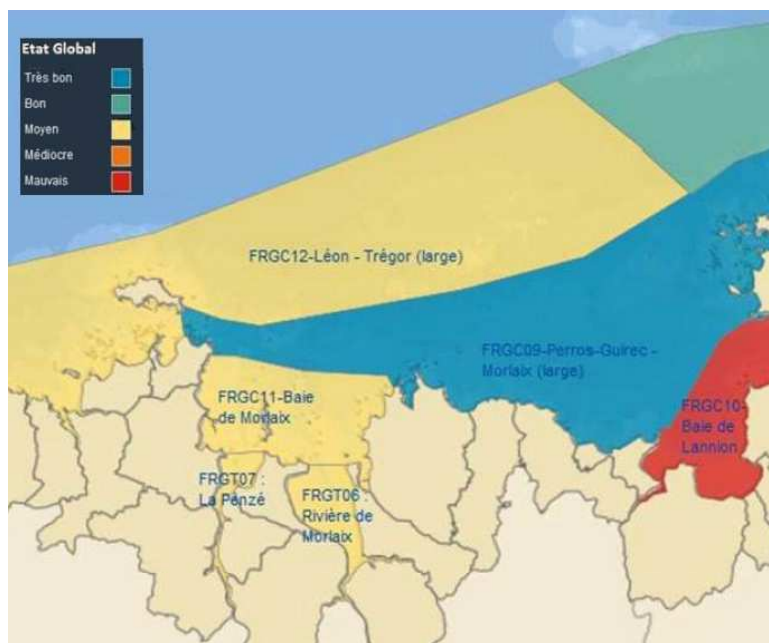 Etat Global
Très bon
Bon
Moyen
Médiocre
Mauvais
FRGC12-Léon - Trégor (large)
FRGC09-Perros-Guirec -
Morlaix (large)
FRGC11-Baie
de Morlaix
FRGC10-
Baie de
Lannion
FRGT07 :
La Penzé
FRGT06 :
Rivière de
Morlaix